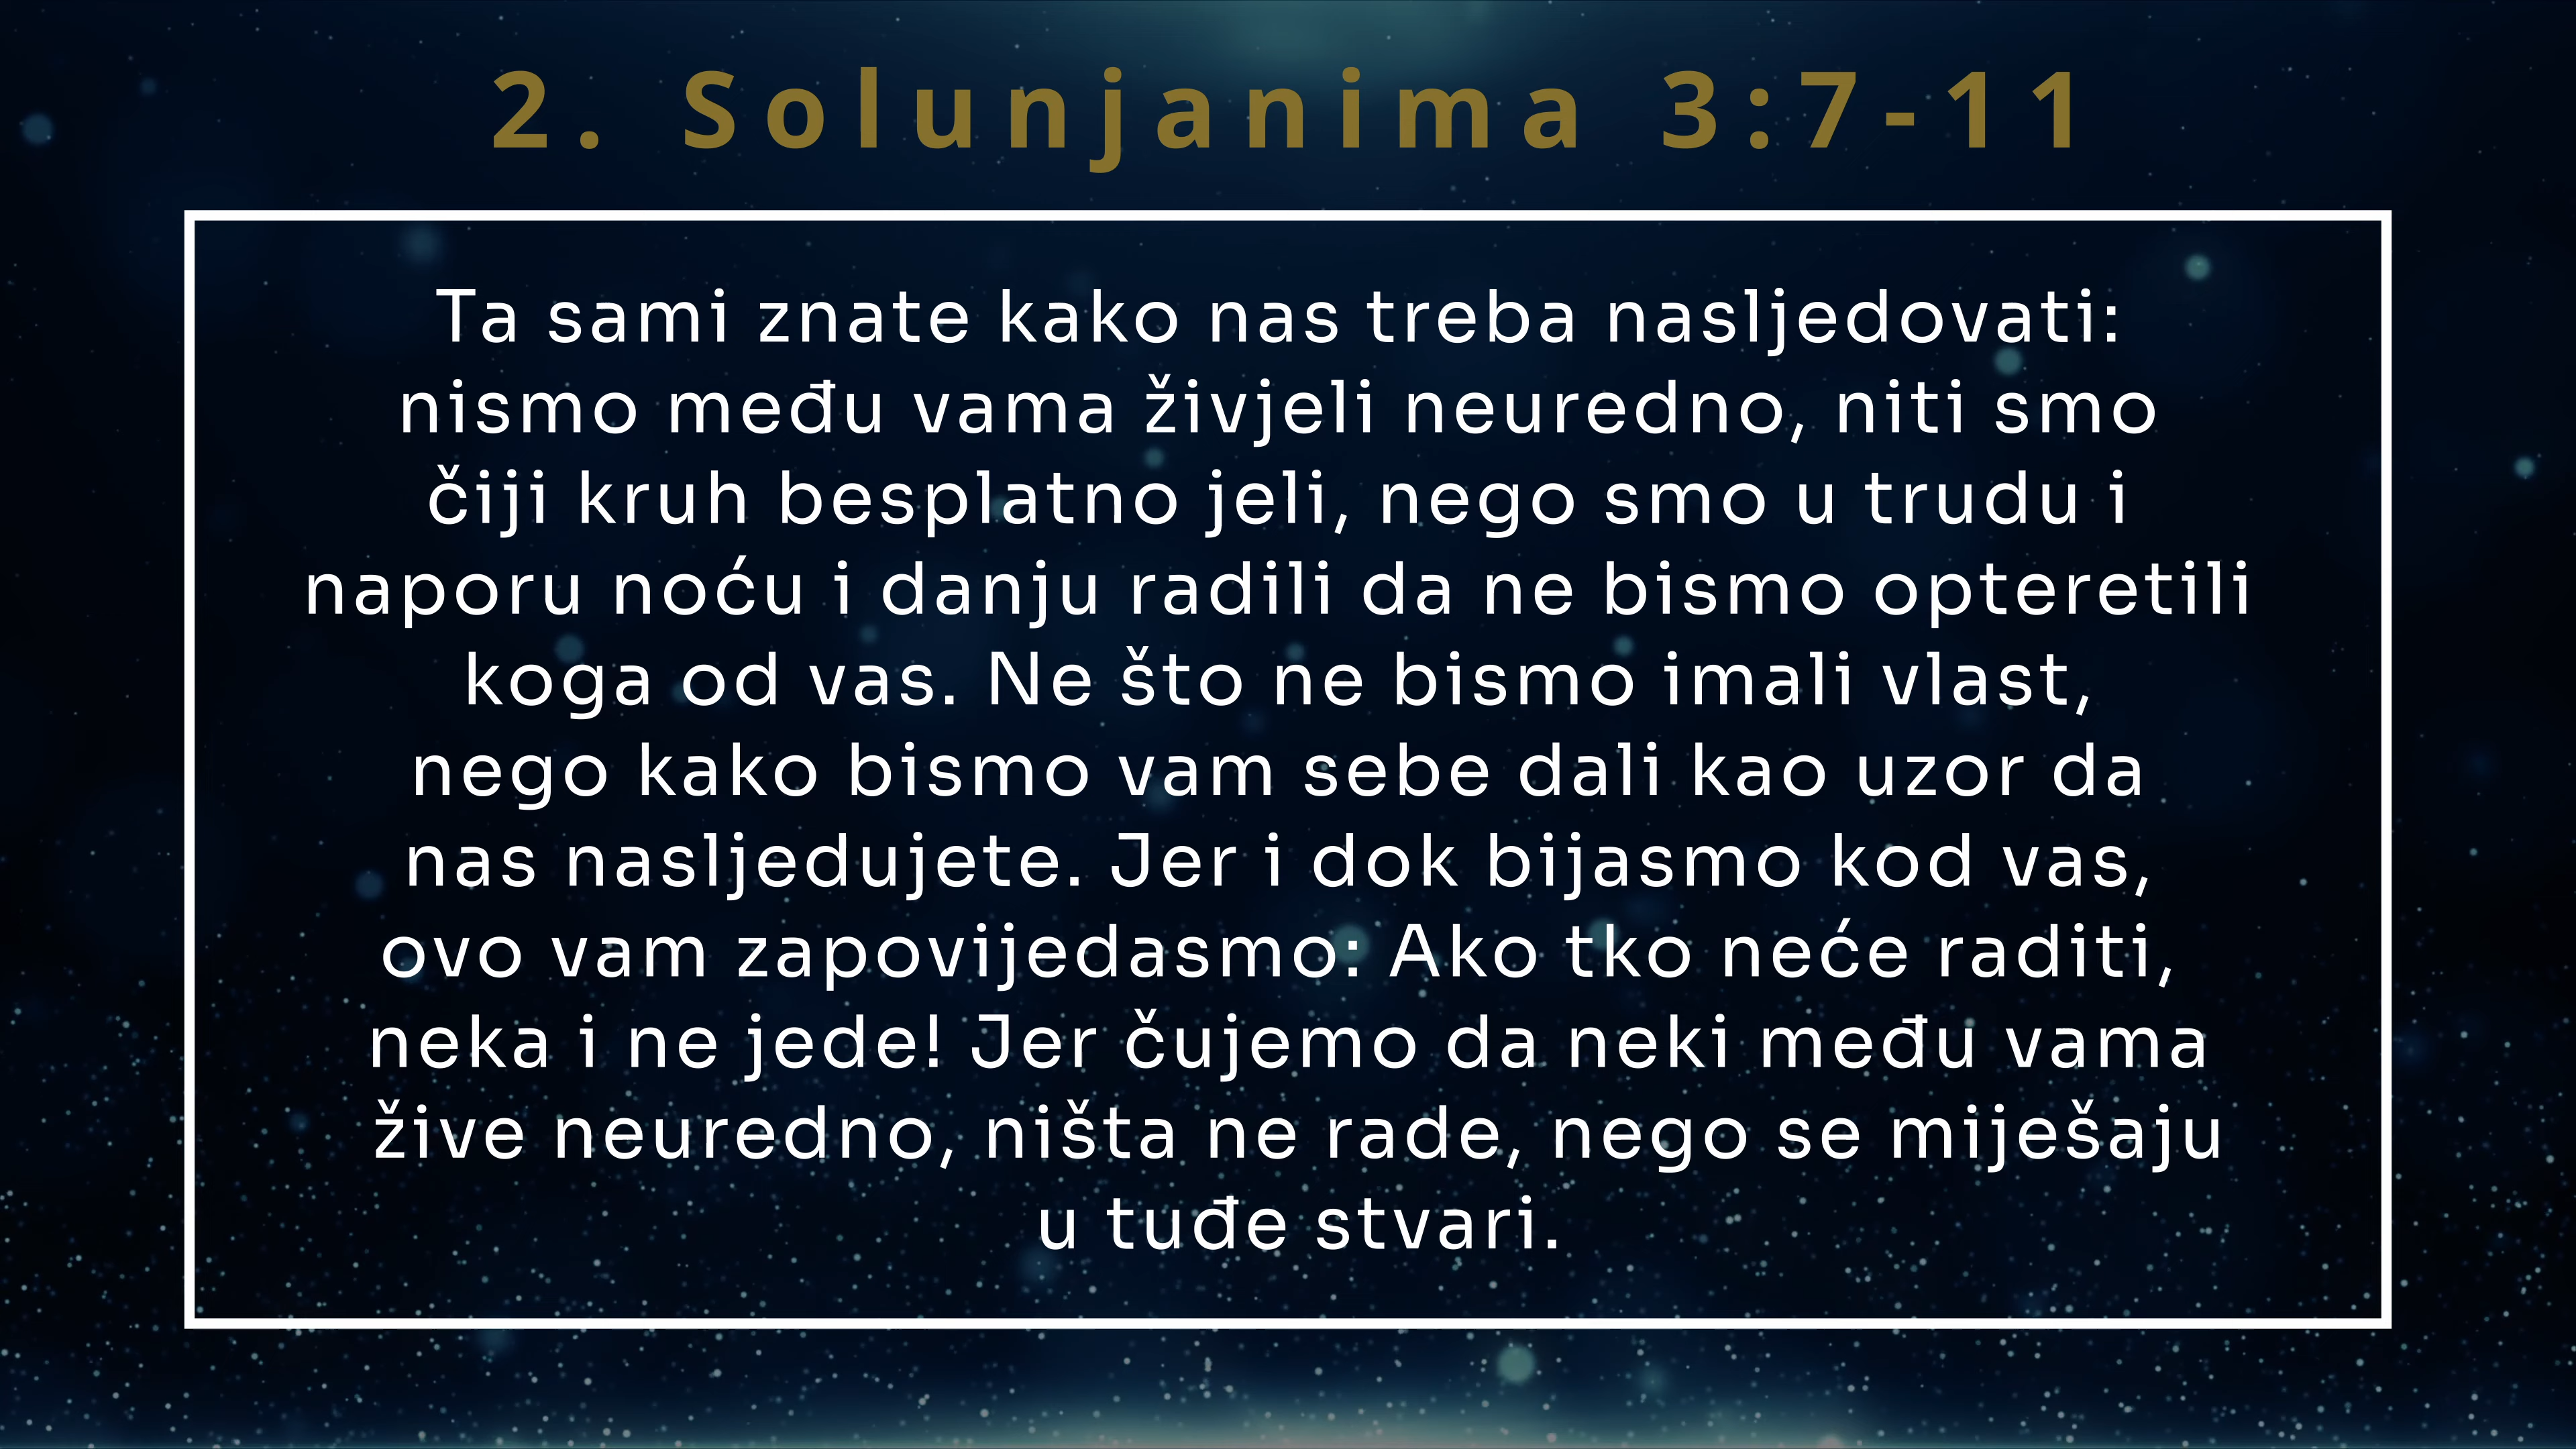 2. Solunjanima 3:7-11
Ta sami znate kako nas treba nasljedovati:
nismo među vama živjeli neuredno, niti smo
čiji kruh besplatno jeli, nego smo u trudu i
naporu noću i danju radili da ne bismo opteretili
koga od vas. Ne što ne bismo imali vlast,
nego kako bismo vam sebe dali kao uzor da
nas nasljedujete. Jer i dok bijasmo kod vas,
ovo vam zapovijedasmo: Ako tko neće raditi,
neka i ne jede! Jer čujemo da neki među vama
žive neuredno, ništa ne rade, nego se miješaju
u tuđe stvari.